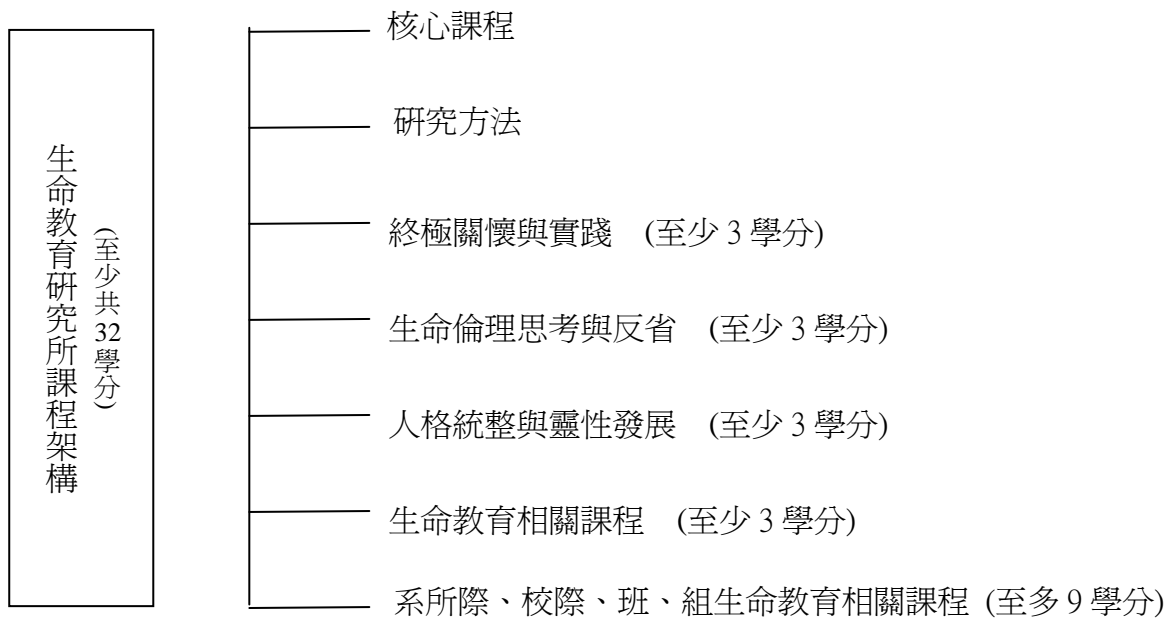 生命教育研究所課程架構
(至少共32學分)
核心課程
研究方法
終極關懷與實踐 (至少 3 學分)
生命倫理思考與反省 (至少 3 學分)
人格統整與靈性發展 (至少 3 學分)
生命教育相關課程 (至少 3 學分)
系所際、校際、班、組生命教育相關課程 (至多 9 學分)